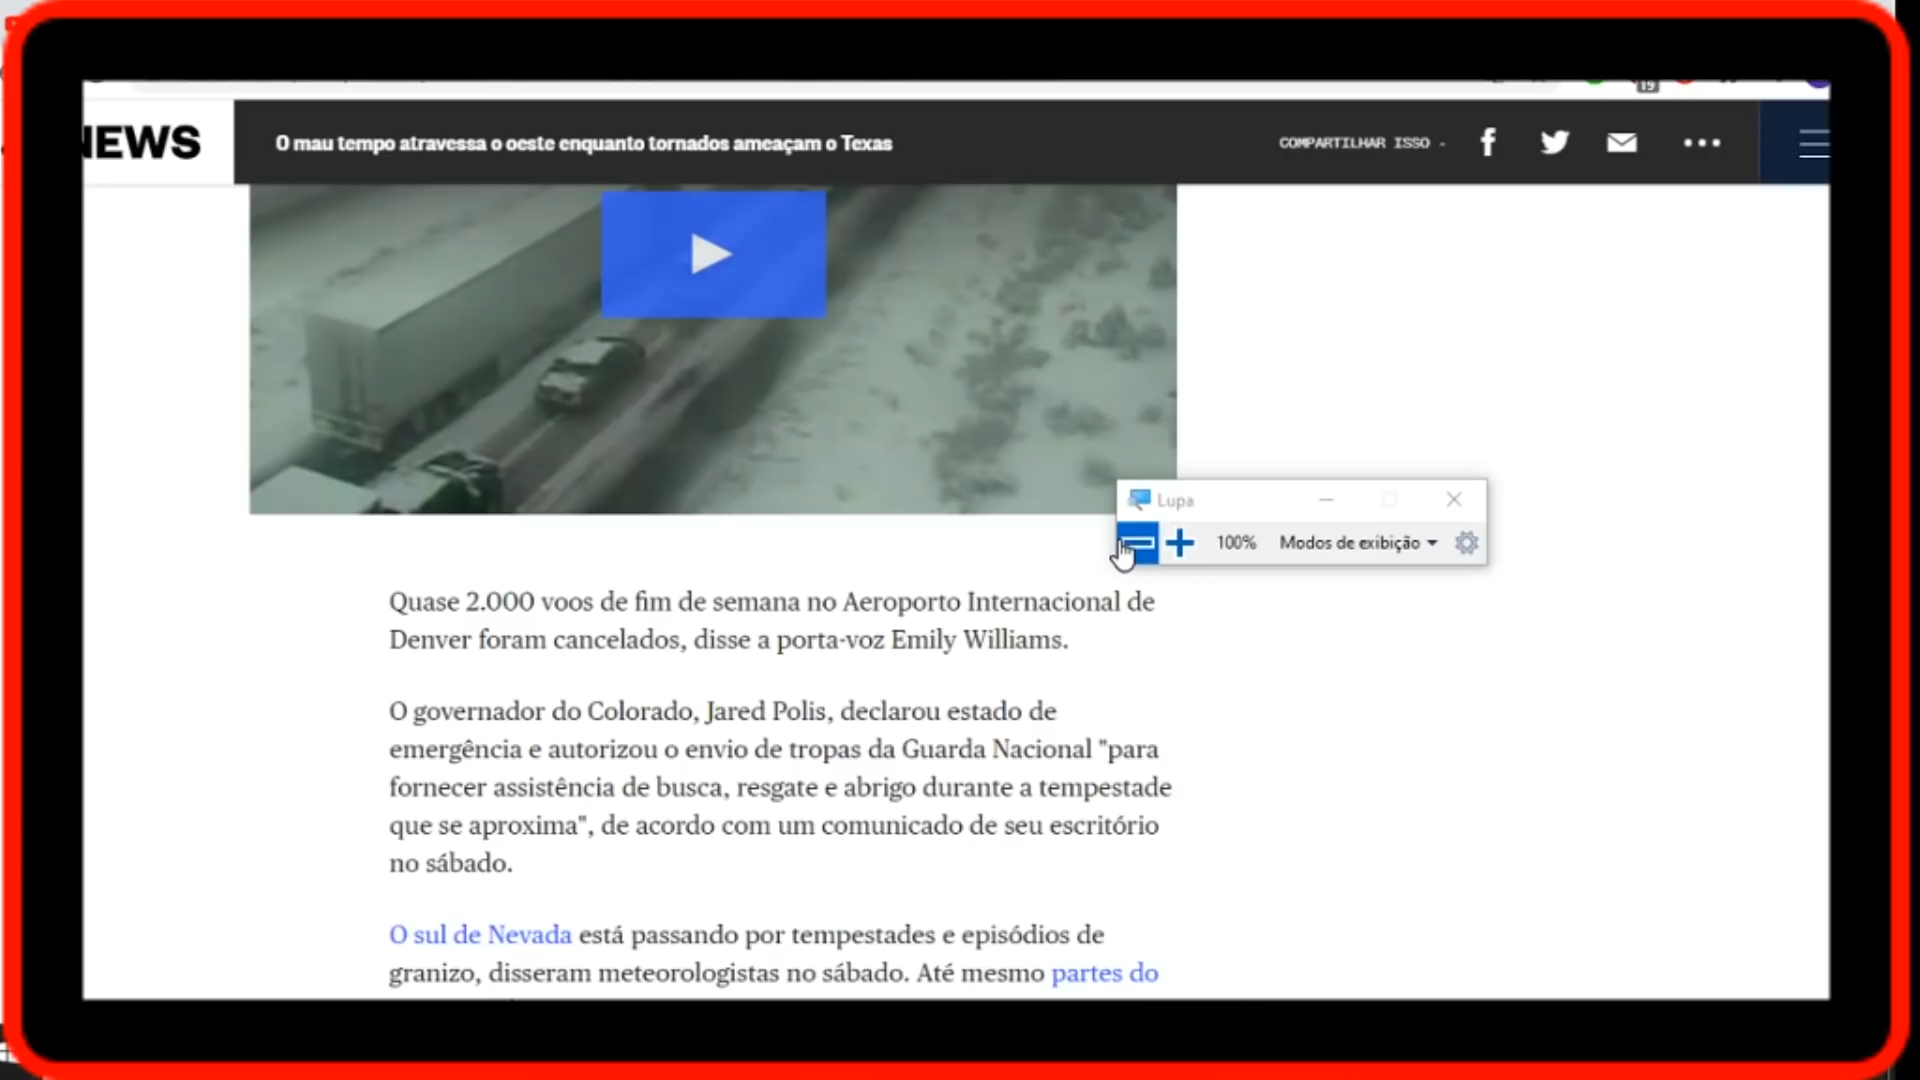 NEWS
O mau tempo atravessa o oeste enquanto tornados ameaçam o Texas
COMPARTILHAR ISSO -
19
Lupa
100%
Modos de exibição
Quase 2.000 voos de fim de semana no Aeroporto Internacional de
Denver foram cancelados, disse a porta-voz Emily Williams.
O governador do Colorado, Jared Polis, declarou estado de
emergência e autorizou o envio de tropas da Guarda Nacional "para
fornecer assistência de busca, resgate e abrigo durante a tempestade
que se aproxima", de acordo com um comunicado de seu escritório
no sábado.
O sul de Nevada está passando por tempestades e episódios de
granizo, disseram meteorologistas no sábado. Até mesmo partes do